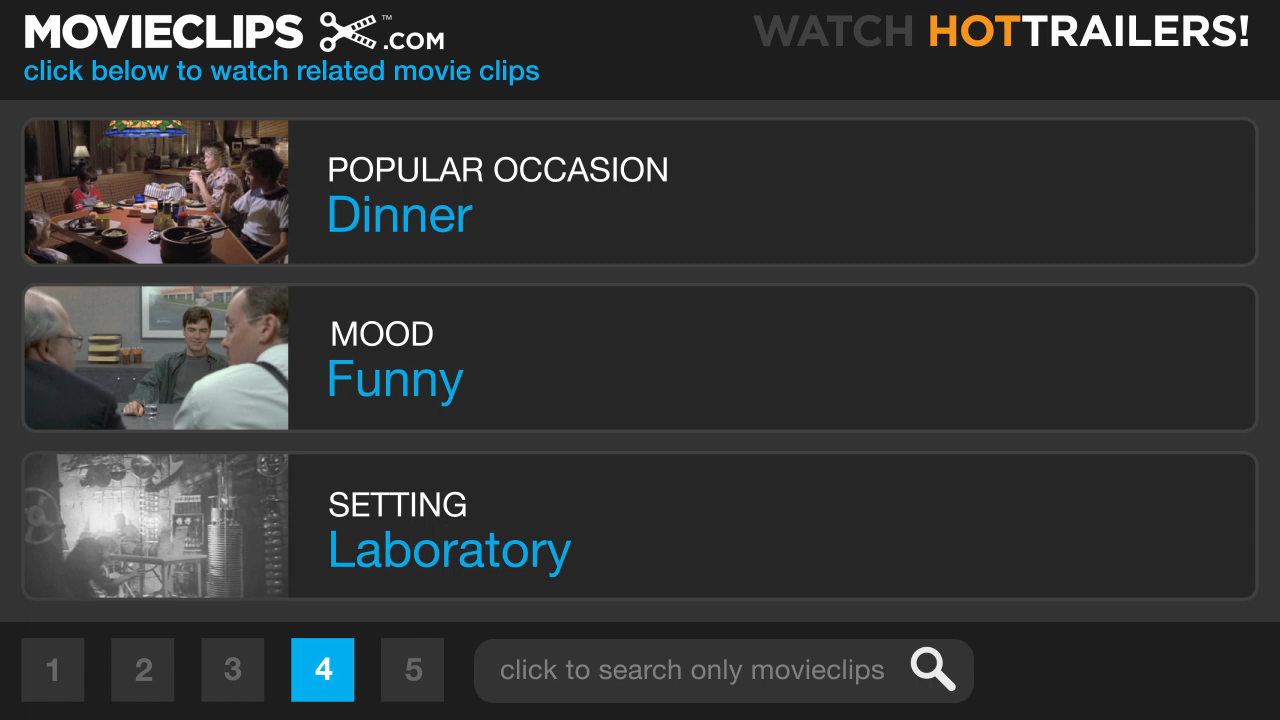 MOVIECLIPS ™ .COM
WATCH HOTTRAILERS!
click below to watch related movie clips
POPULAR OCCASION
Dinner
MOOD
Funny
SETTING
Laboratory
1 2 3 4 5
click to search only movieclips